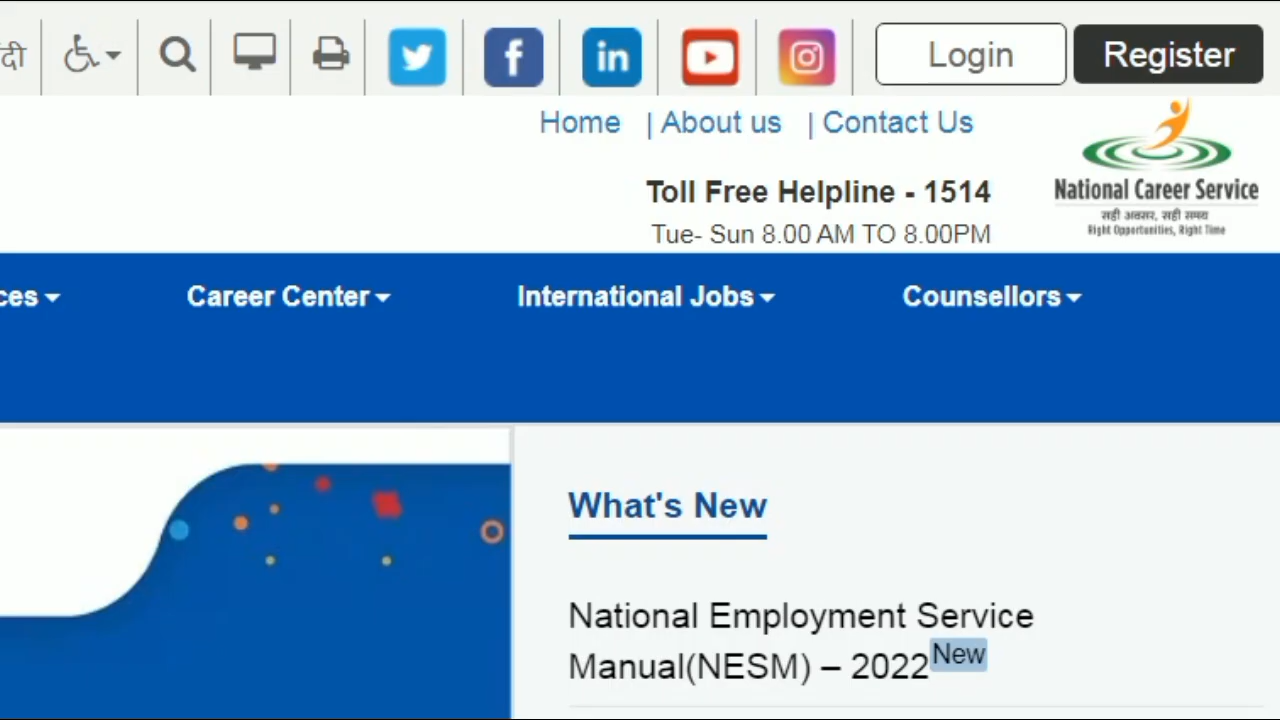 Login
Register
Home | About us | Contact Us
Toll Free Helpline - 1514
Tue- Sun 8.00 AM TO 8.00PM
National Career Service
सही अवसर, सही समय
Right Opportunities, Right Time
Career Center
International Jobs
Counsellors
What's New
National Employment Service
Manual(NESM) – 2022 New